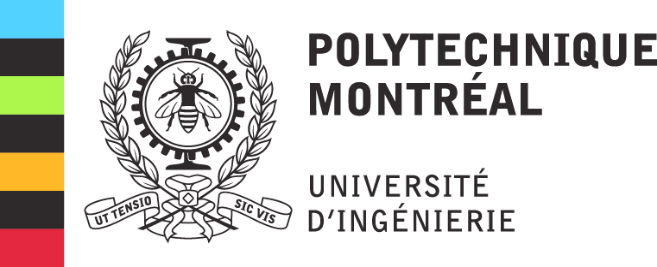 POLYTECHNIQUE
MONTRÉAL
UNIVERSITÉ
D'INGÉNIERIE
UT TENSIO
SIC VIS